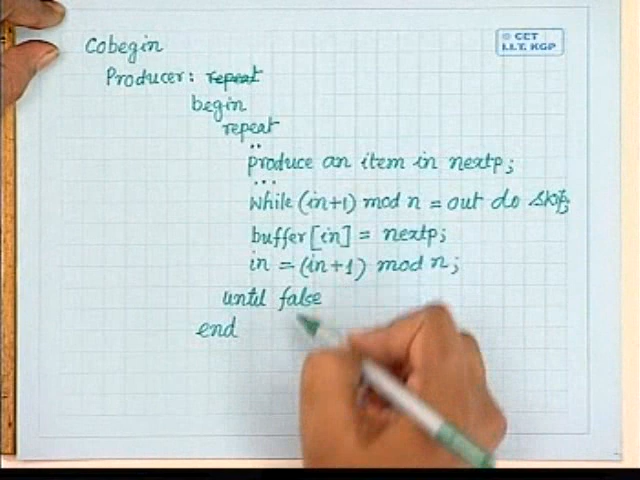 Cobegin
© CET
I.I.T. KGP
Producer: repeat
begin
repeat
..
produce an item in nextp;
...
while (in+1) mod n = out do skip;
buffer[in] = nextp;
in = (in+1) mod n;
until false
end